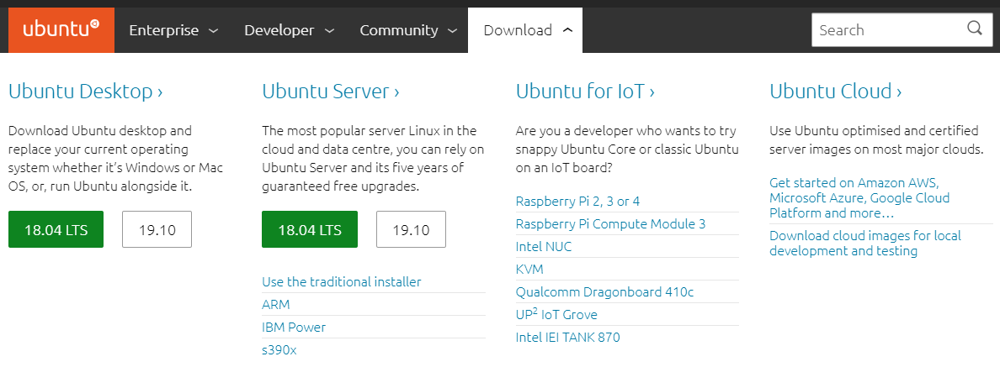 ubuntu
Enterprise
Developer
Community
Download
Search
Ubuntu Desktop ›
Download Ubuntu desktop and
replace your current operating
system whether it’s Windows or Mac
OS, or, run Ubuntu alongside it.
18.04 LTS
19.10
Ubuntu Server ›
The most popular server Linux in the
cloud and data centre, you can rely on
Ubuntu Server and its five years of
guaranteed free upgrades.
18.04 LTS
19.10
Use the traditional installer
ARM
IBM Power
s390x
Ubuntu for IoT ›
Are you a developer who wants to try
snappy Ubuntu Core or classic Ubuntu
on an IoT board?
Raspberry Pi 2, 3 or 4
Raspberry Pi Compute Module 3
Intel NUC
KVM
Qualcomm Dragonboard 410c
UP² IoT Grove
Intel IEI TANK 870
Ubuntu Cloud ›
Use Ubuntu optimised and certified
server images on most major clouds.
Get started on Amazon AWS,
Microsoft Azure, Google Cloud
Platform and more…
Download cloud images for local
development and testing